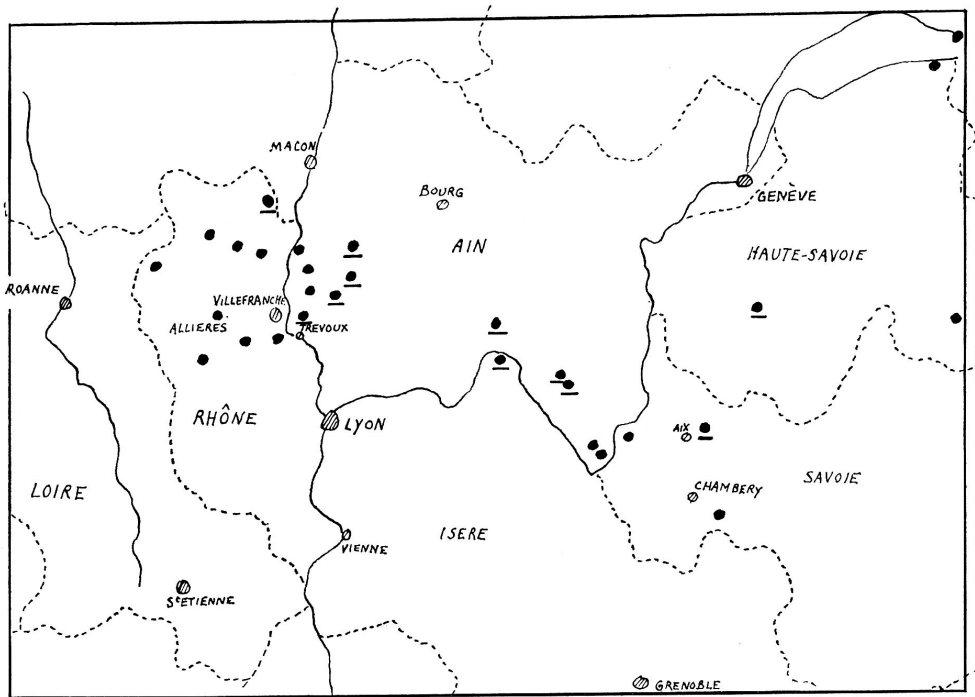 MACON
BOURG
GENÈVE
AIN
HAUTE-SAVOIE
ROANNE
VILLEFRANCHE
ALLIERES
TREVOUX
RHÔNE
LYON
AIX
SAVOIE
CHAMBERY
LOIRE
ISERE
VIENNE
St ETIENNE
GRENOBLE